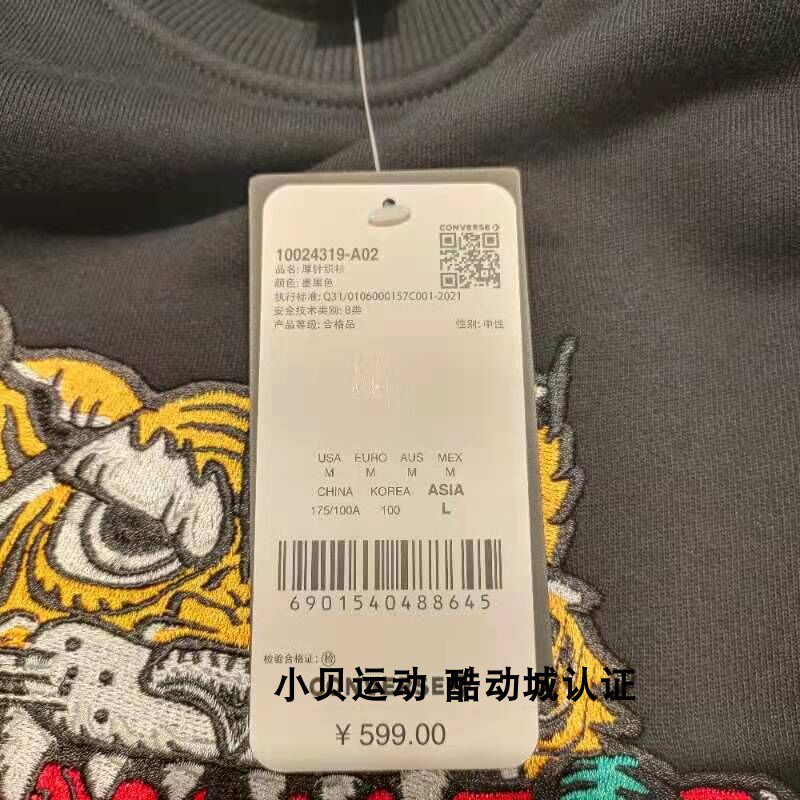 CONVERSE
10024319-A02
品名: 厚针织衫
颜色: 墨黑色
执行标准: Q31/0106000157C001-2021
安全技术类别: B类
产品等级: 合格品 性别: 中性
USA EURO AUS MEX
M M M M
CHINA KOREA ASIA
175/100A 100 L
6901540488645
检验合格证: 检
CONVERSE
小贝运动 酷动城认证
¥ 599.00